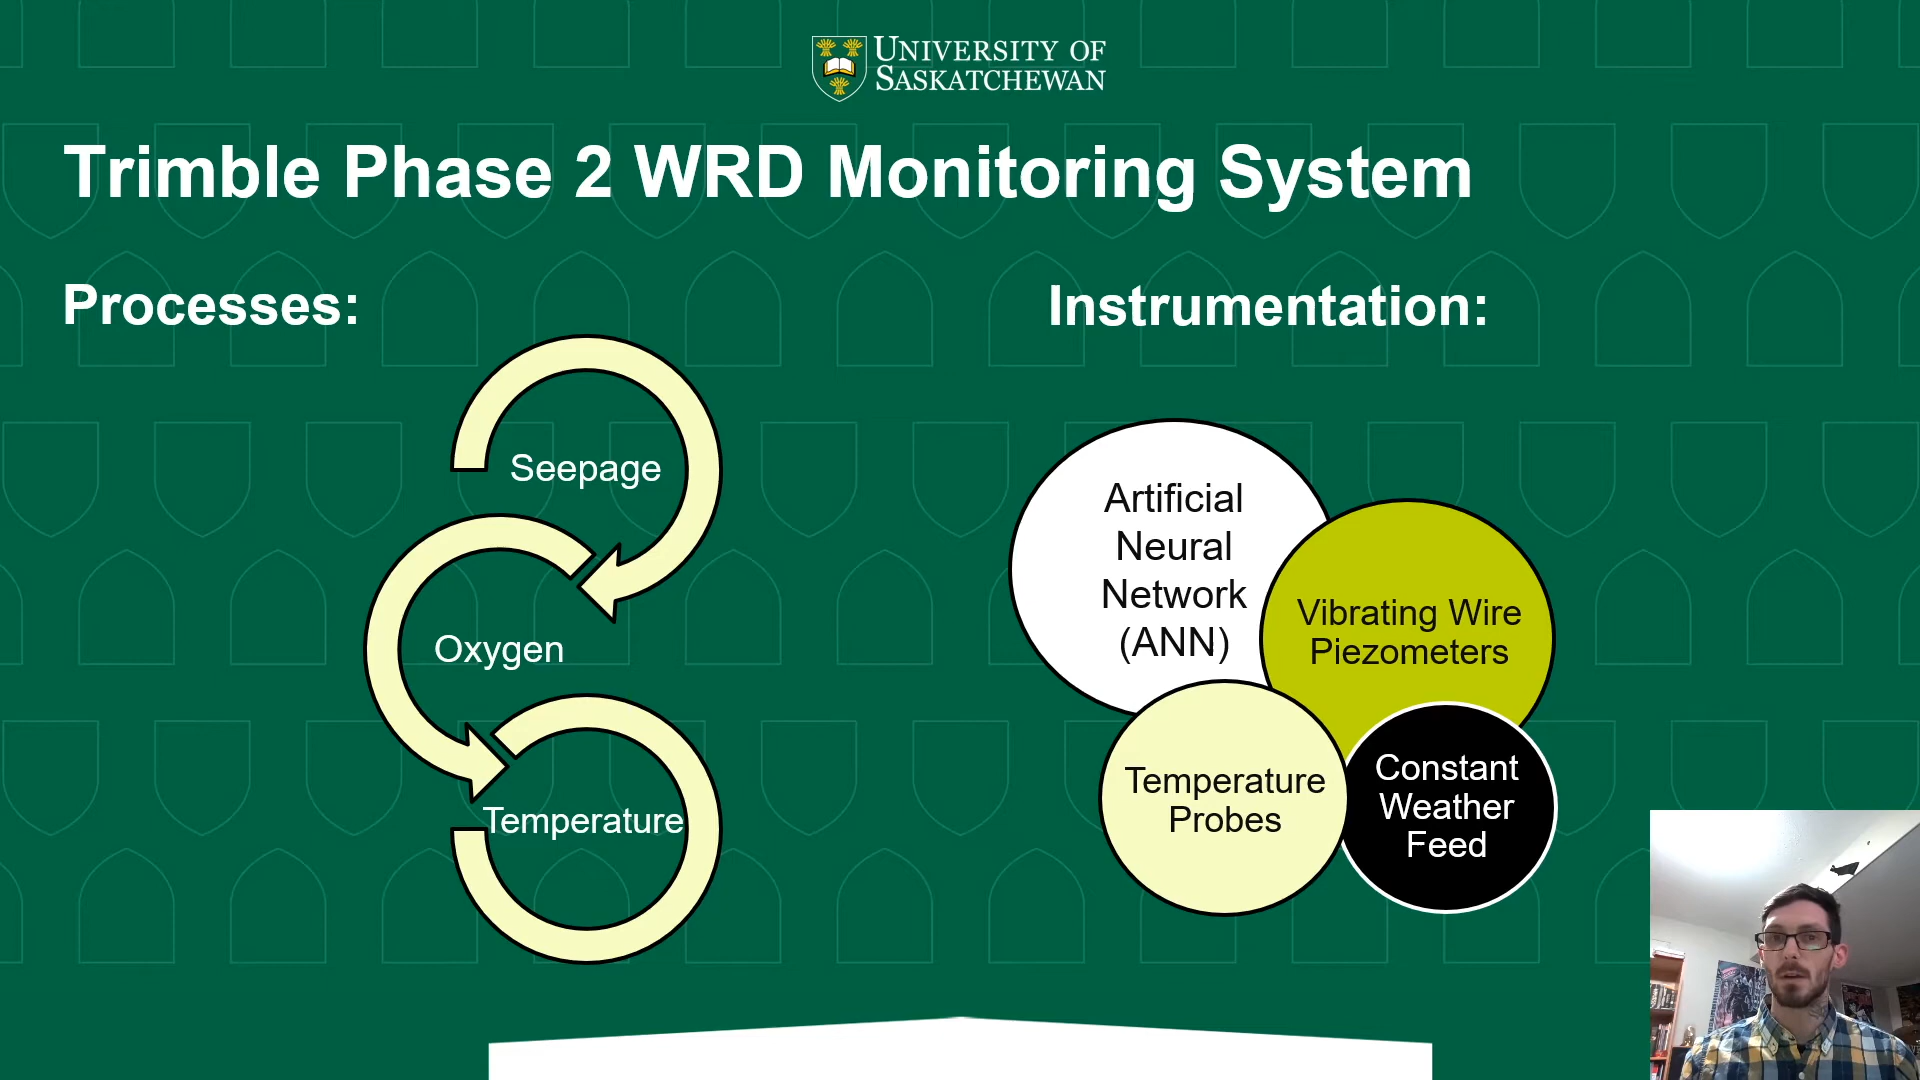 UNIVERSITY OF
SASKATCHEWAN
Trimble Phase 2 WRD Monitoring System
Processes:
Seepage
Oxygen
Temperature
Instrumentation:
Artificial
Neural
Network
(ANN)
Vibrating Wire
Piezometers
Temperature
Probes
Constant
Weather
Feed